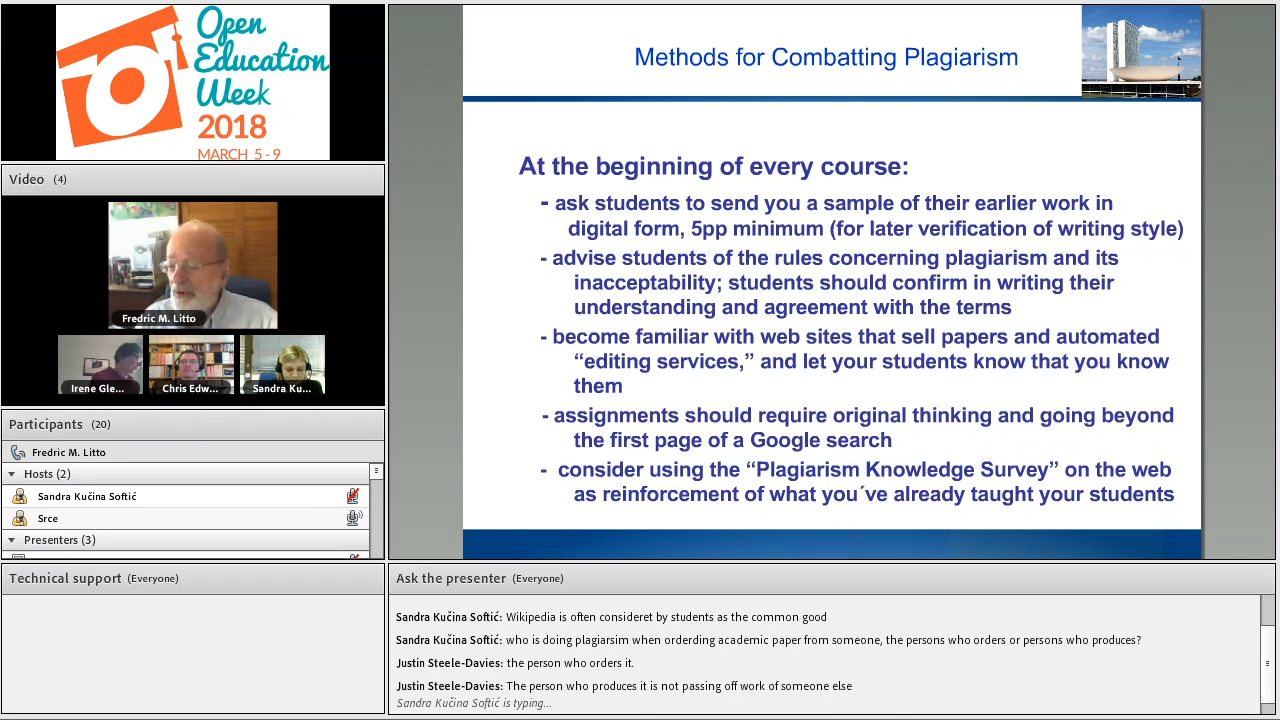 Open
Education
Week
2018
MARCH 5 - 9
Video (4)
Fredric M. Litto
Irene Gle...
Chris Edw...
Sandra Ku...
Participants (20)
Fredric M. Litto
Hosts (2)
Sandra Kučina Softić
Srce
Presenters (3)
Technical support (Everyone)
Methods for Combatting Plagiarism
At the beginning of every course:
- ask students to send you a sample of their earlier work in
digital form, 5pp minimum (for later verification of writing style)
- advise students of the rules concerning plagiarism and its
inacceptability; students should confirm in writing their
understanding and agreement with the terms
- become familiar with web sites that sell papers and automated
“editing services,” and let your students know that you know
them
- assignments should require original thinking and going beyond
the first page of a Google search
- consider using the “Plagiarism Knowledge Survey” on the web
as reinforcement of what you´ve already taught your students
Ask the presenter (Everyone)
Sandra Kučina Softić: Wikipedia is often consideret by students as the common good
Sandra Kučina Softić: who is doing plagiarsim when orderding academic paper from someone, the persons who orders or persons who produces?
Justin Steele-Davies: the person who orders it.
Justin Steele-Davies: The person who produces it is not passing off work of someone else
Sandra Kučina Softić is typing...